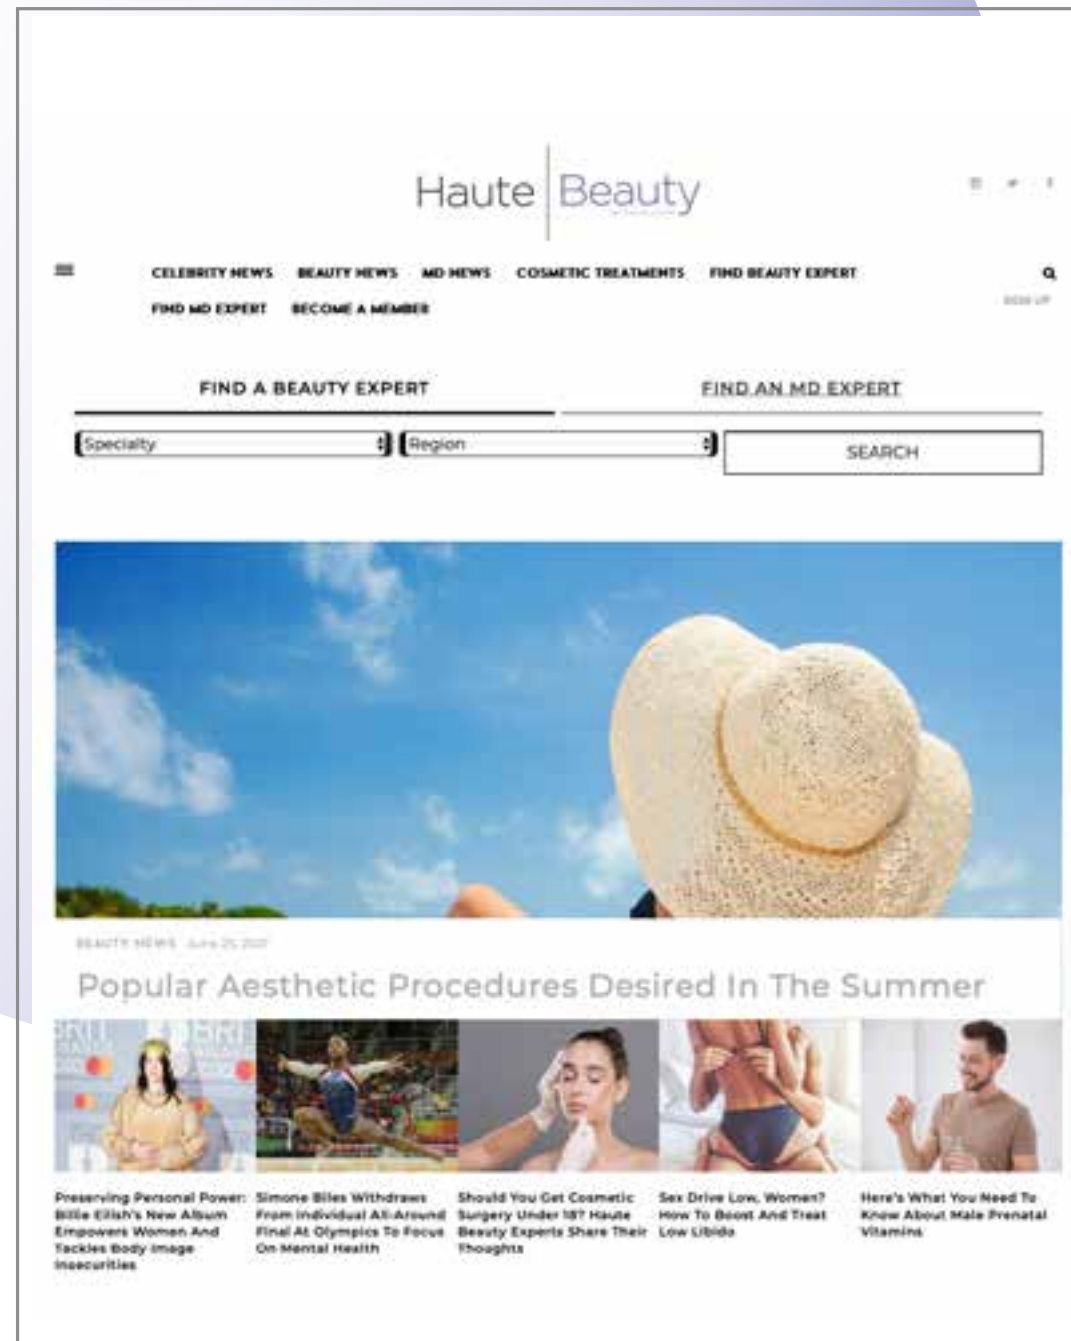 Haute Beauty
CELEBRITY NEWS BEAUTY NEWS MD NEWS COSMETIC TREATMENTS FIND BEAUTY EXPERT
SIGN UP
FIND MD EXPERT BECOME A MEMBER
FIND A BEAUTY EXPERT FIND AN MD EXPERT
Specialty Region SEARCH
BEAUTY NEWS June 25, 2021
Popular Aesthetic Procedures Desired In The Summer
Preserving Personal Power:
Billie Eilish's New Album
Empowers Women And
Tackles Body Image
Insecurities
Simone Biles Withdraws
From Individual All-Around
Final At Olympics To Focus
On Mental Health
Should You Get Cosmetic
Surgery Under 18? Haute
Beauty Experts Share Their
Thoughts
Sex Drive Low, Women?
How To Boost And Treat
Low Libido
Here's What You Need To
Know About Male Prenatal
Vitamins